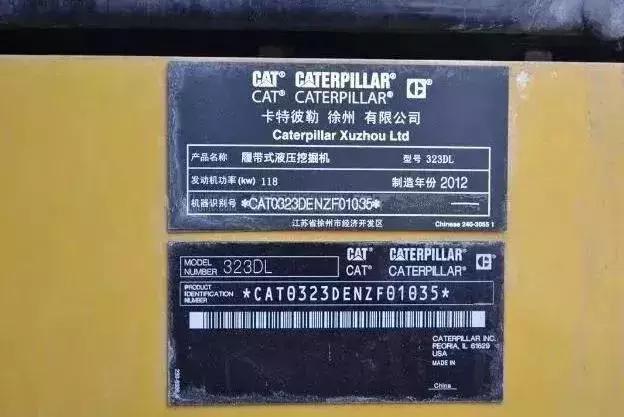 CAT® CATERPILLAR®
CAT® CATERPILLAR®
卡特彼勒 徐州 有限公司
Caterpillar Xuzhou Ltd
产品名称 履带式液压挖掘机 型号 323DL
发动机功率(kw) 118 制造年份 2012
机器识别号 *CAT0323DENZF01035*
江苏省徐州市经济开发区 Chinese 240-3055 1
MODEL NUMBER 323DL
CAT® CATERPILLAR®
CAT® CATERPILLAR®
PRODUCT IDENTIFICATION NUMBER *CAT0323DENZF01035*
CATERPILLAR INC.
PEORIA, IL 61629
USA
MADE IN
China